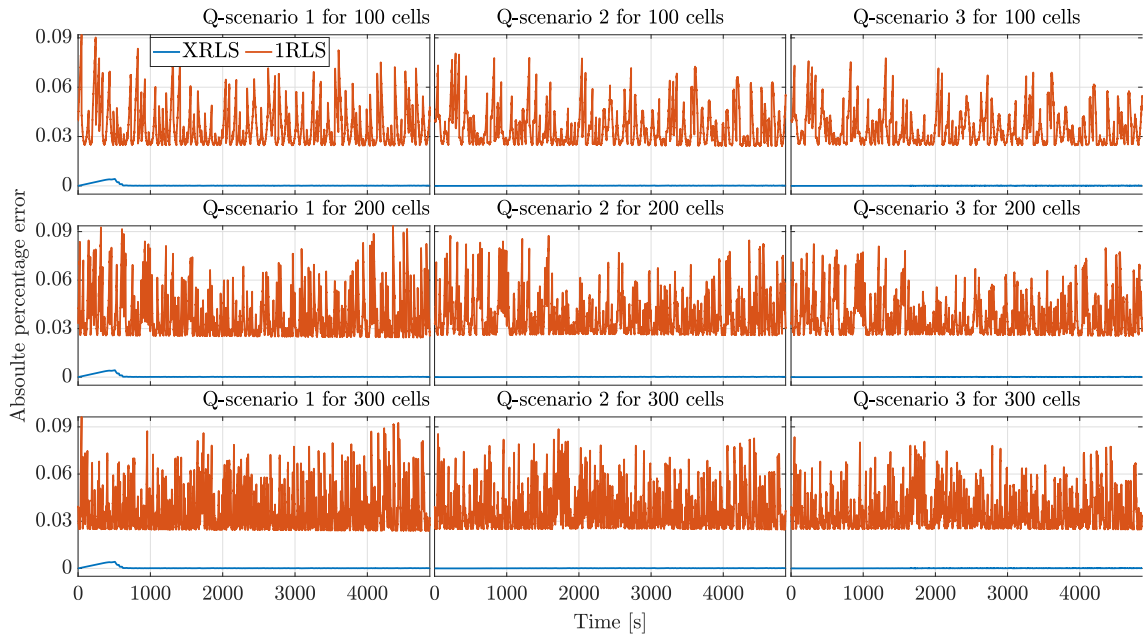 Q-scenario 1 for 100 cells
Q-scenario 2 for 100 cells
Q-scenario 3 for 100 cells
XRLS
1RLS
0.09
0.06
0.03
0
Q-scenario 1 for 200 cells
Q-scenario 2 for 200 cells
Q-scenario 3 for 200 cells
0.09
0.06
0.03
0
Absoulte percentage error
Q-scenario 1 for 300 cells
Q-scenario 2 for 300 cells
Q-scenario 3 for 300 cells
0.09
0.06
0.03
0
0 1000 2000 3000 4000
0 1000 2000 3000 4000
0 1000 2000 3000 4000
Time [s]